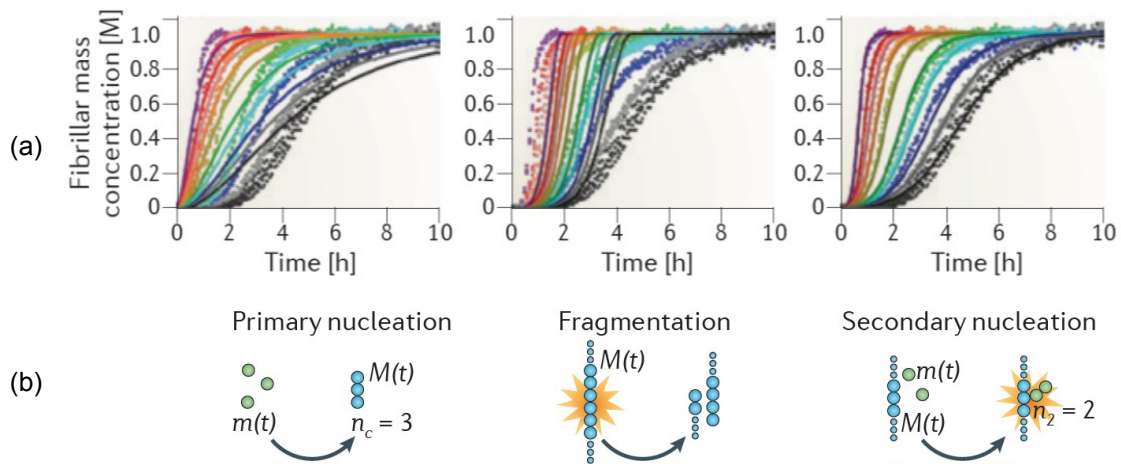 (a)
Fibrillar mass
concentration [M]
1.0
0.8
0.6
0.4
0.2
0
0 2 4 6 8 10
Time [h]
1.0
0.8
0.6
0.4
0.2
0
0 2 4 6 8 10
Time [h]
1.0
0.8
0.6
0.4
0.2
0
0 2 4 6 8 10
Time [h]
(b)
Primary nucleation
m(t)
M(t)
n_c = 3
Fragmentation
M(t)
Secondary nucleation
m(t)
M(t)
n_2 = 2